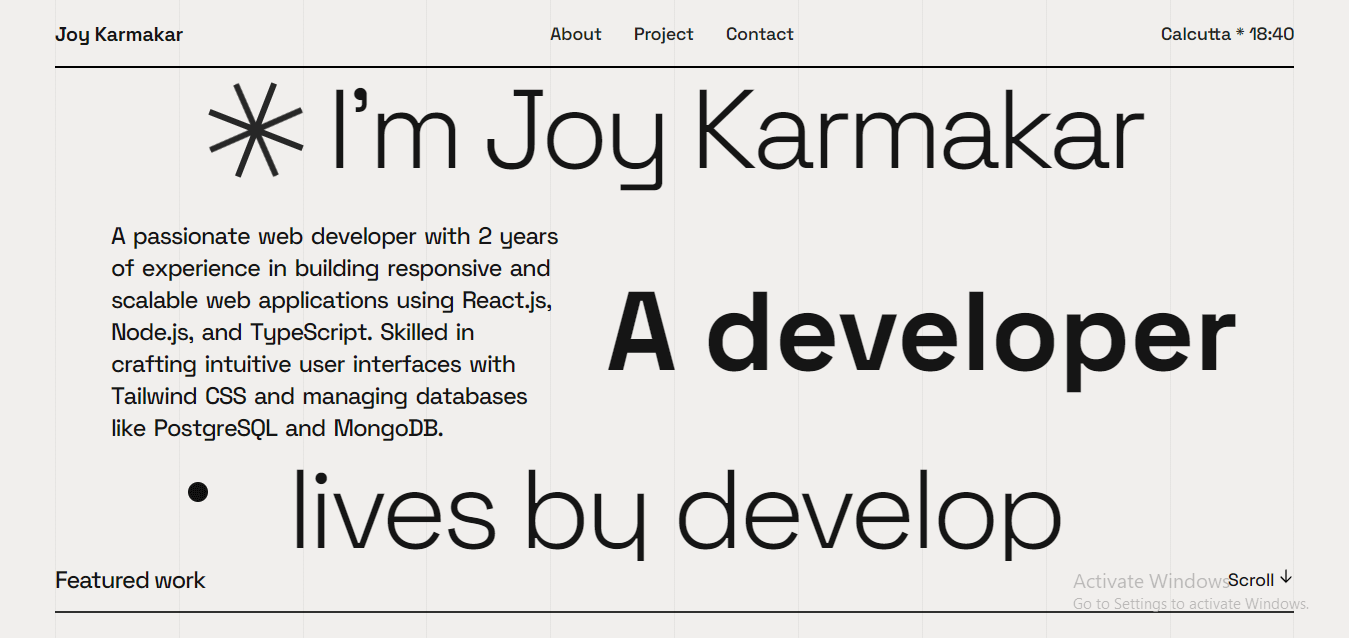 Joy Karmakar
About Project Contact
Calcutta * 18:40
I’m Joy Karmakar
A passionate web developer with 2 years
of experience in building responsive and
scalable web applications using React.js,
Node.js, and TypeScript. Skilled in
crafting intuitive user interfaces with
Tailwind CSS and managing databases
like PostgreSQL and MongoDB.
A developer
lives by develop
Featured work
Scroll ↓
Activate Windows
Go to Settings to activate Windows.